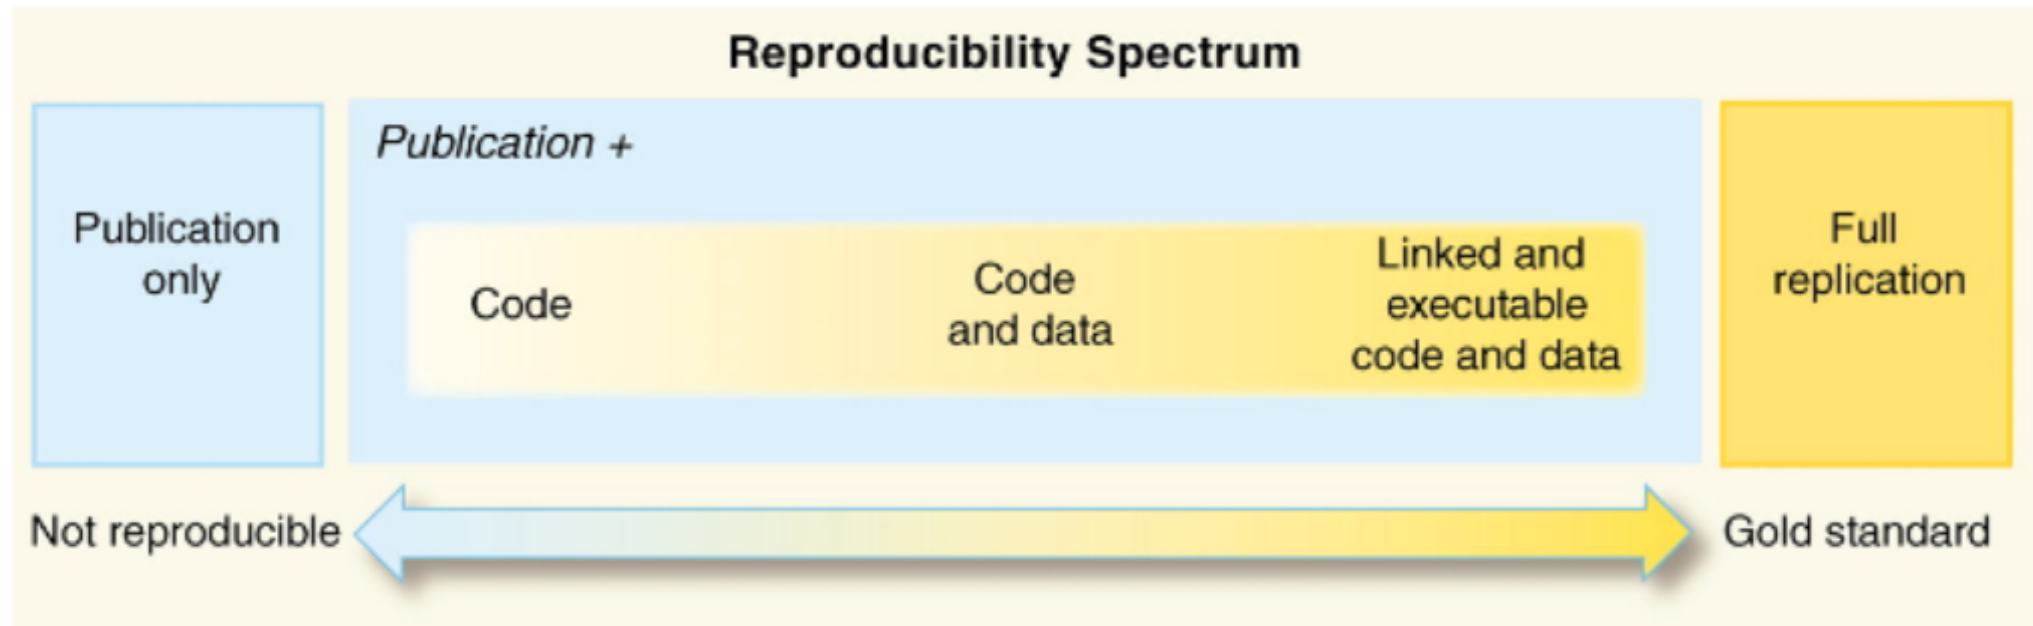 Reproducibility Spectrum
Publication
only
Publication +
Code
Code
and data
Linked and
executable
code and data
Full
replication
Not reproducible
Gold standard